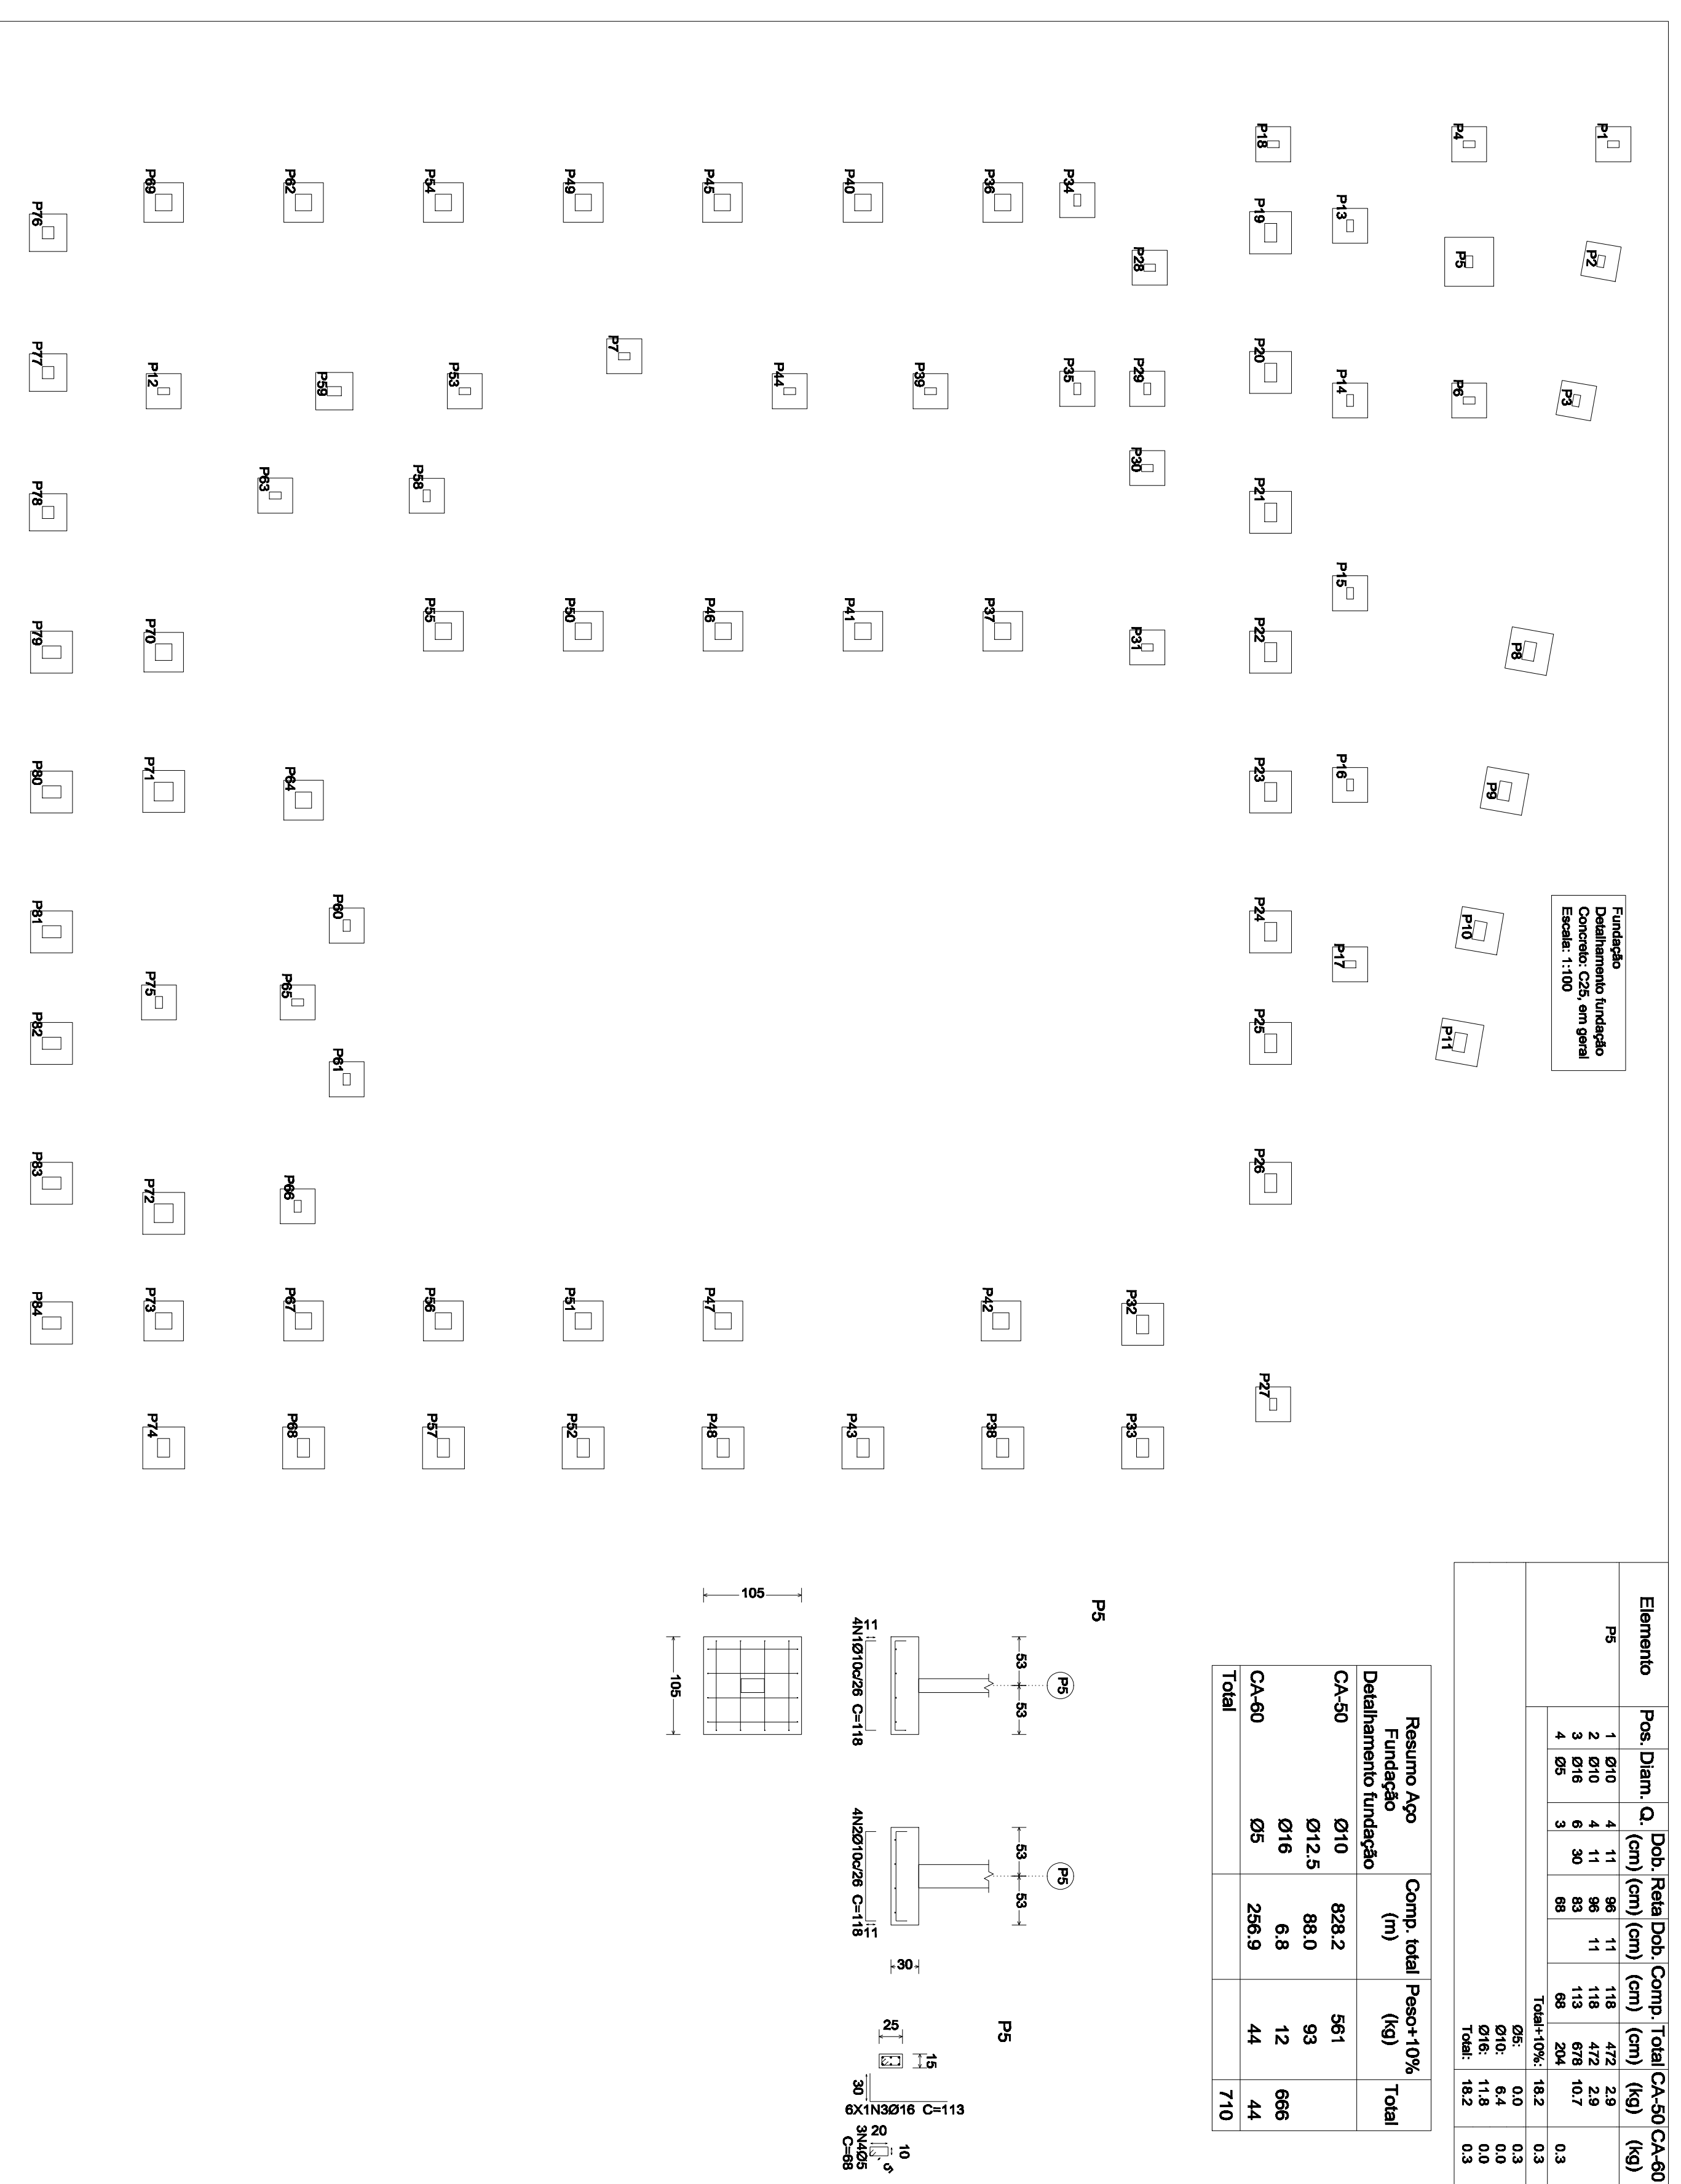 Fundação
Detalhamento fundação
Concreto: C25, em geral
Escala: 1:100
P1
P2
P3
P4
P5
P6
P8
P9
P10
P11
P13
P14
P15
P16
P17
P18
P19
P20
P21
P22
P23
P24
P25
P26
P27
P28
P29
P30
P31
P32
P33
P34
P35
P36
P37
P38
P39
P40
P41
P42
P43
P44
P45
P46
P47
P48
P7
P49
P50
P51
P52
P53
P54
P55
P56
P57
P58
P59
P60
P61
P62
P63
P64
P65
P66
P67
P68
P69
P12
P70
P71
P75
P72
P73
P74
P76
P77
P78
P79
P80
P81
P82
P83
P84
Elemento Pos. Diam. Q. Dob. (cm) Reta (cm) Dob. (cm) Comp. (cm) Total (cm) CA-50 (kg) CA-60 (kg)
P5 1 Ø10 4 11 96 11 118 472 2.9
2 Ø10 4 11 96 11 118 472 2.9
3 Ø16 6 30 83 113 678 10.7
4 Ø5 3 68 68 204 0.3
Total+10%: 18.2 0.3
Ø5: 0.0 0.3
Ø10: 6.4 0.0
Ø16: 11.8 0.0
Total: 18.2 0.3
Resumo Aço
Fundação
Detalhamento fundação
Comp. total (m) Peso+10% (kg) Total
CA-50 Ø10 828.2 561
Ø12.5 88.0 93
Ø16 6.8 12 666
CA-60 Ø5 256.9 44 44
Total 710
P5
P5
53 53
11
4N1Ø10c/26 C=118
105
105
P5
53 53
30
4N2Ø10c/26 C=118
11
P5
25
15
30
6X1N3Ø16 C=113
20
10
5
3N4Ø5
C=68